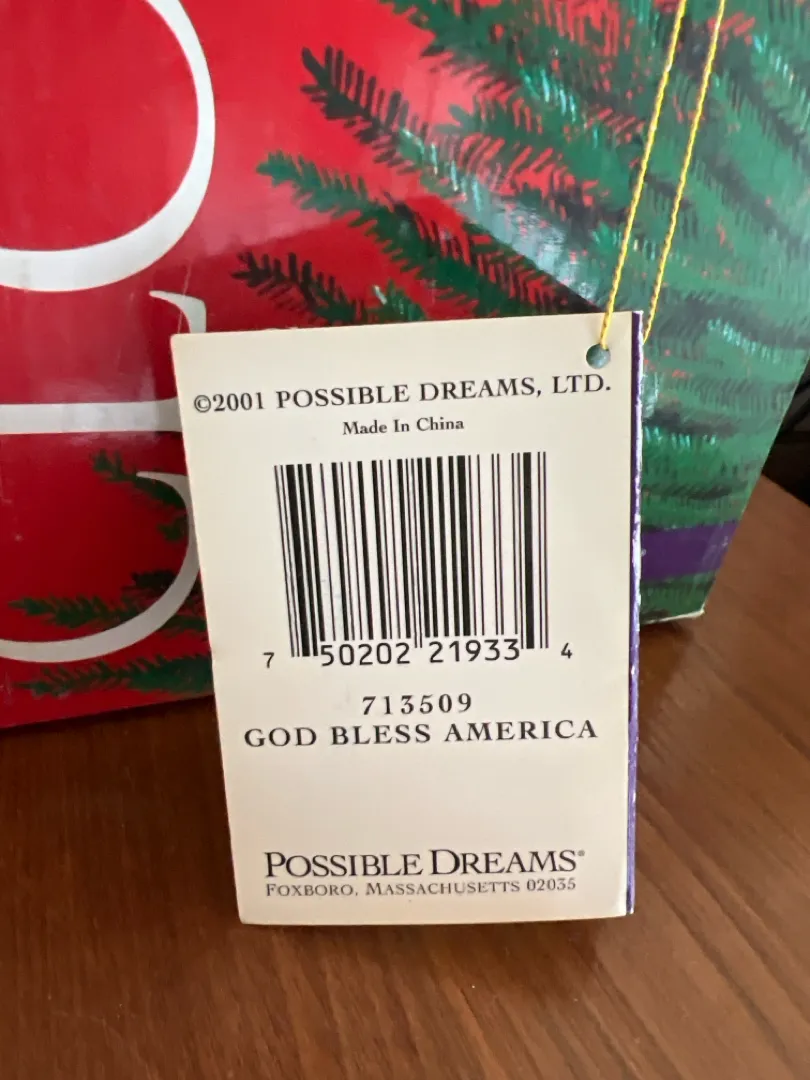 ©2001 POSSIBLE DREAMS, LTD.
Made In China
7 50202 21933 4
713509
GOD BLESS AMERICA
POSSIBLE DREAMS®
FOXBORO, MASSACHUSETTS 02035